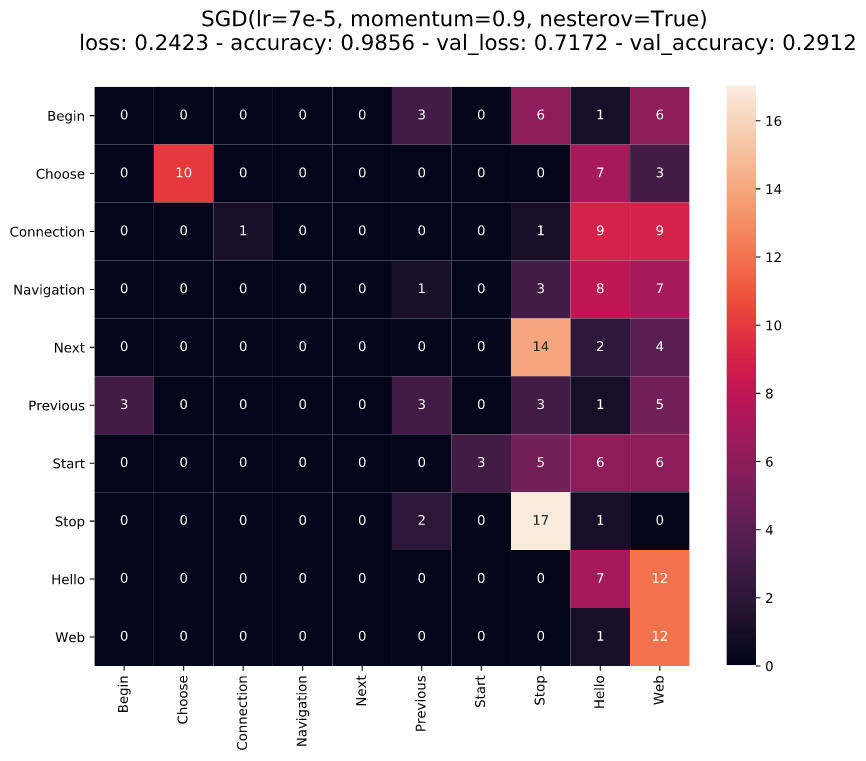 SGD(lr=7e-5, momentum=0.9, nesterov=True)
loss: 0.2423 - accuracy: 0.9856 - val_loss: 0.7172 - val_accuracy: 0.2912
Begin 0 0 0 0 0 3 0 6 1 6
Choose 0 10 0 0 0 0 0 0 7 3
Connection 0 0 1 0 0 0 0 1 9 9
Navigation 0 0 0 0 0 1 0 3 8 7
Next 0 0 0 0 0 0 0 14 2 4
Previous 3 0 0 0 0 3 0 3 1 5
Start 0 0 0 0 0 0 3 5 6 6
Stop 0 0 0 0 0 2 0 17 1 0
Hello 0 0 0 0 0 0 0 0 7 12
Web 0 0 0 0 0 0 0 0 1 12
Begin Choose Connection Navigation Next Previous Start Stop Hello Web
16
14
12
10
8
6
4
2
0